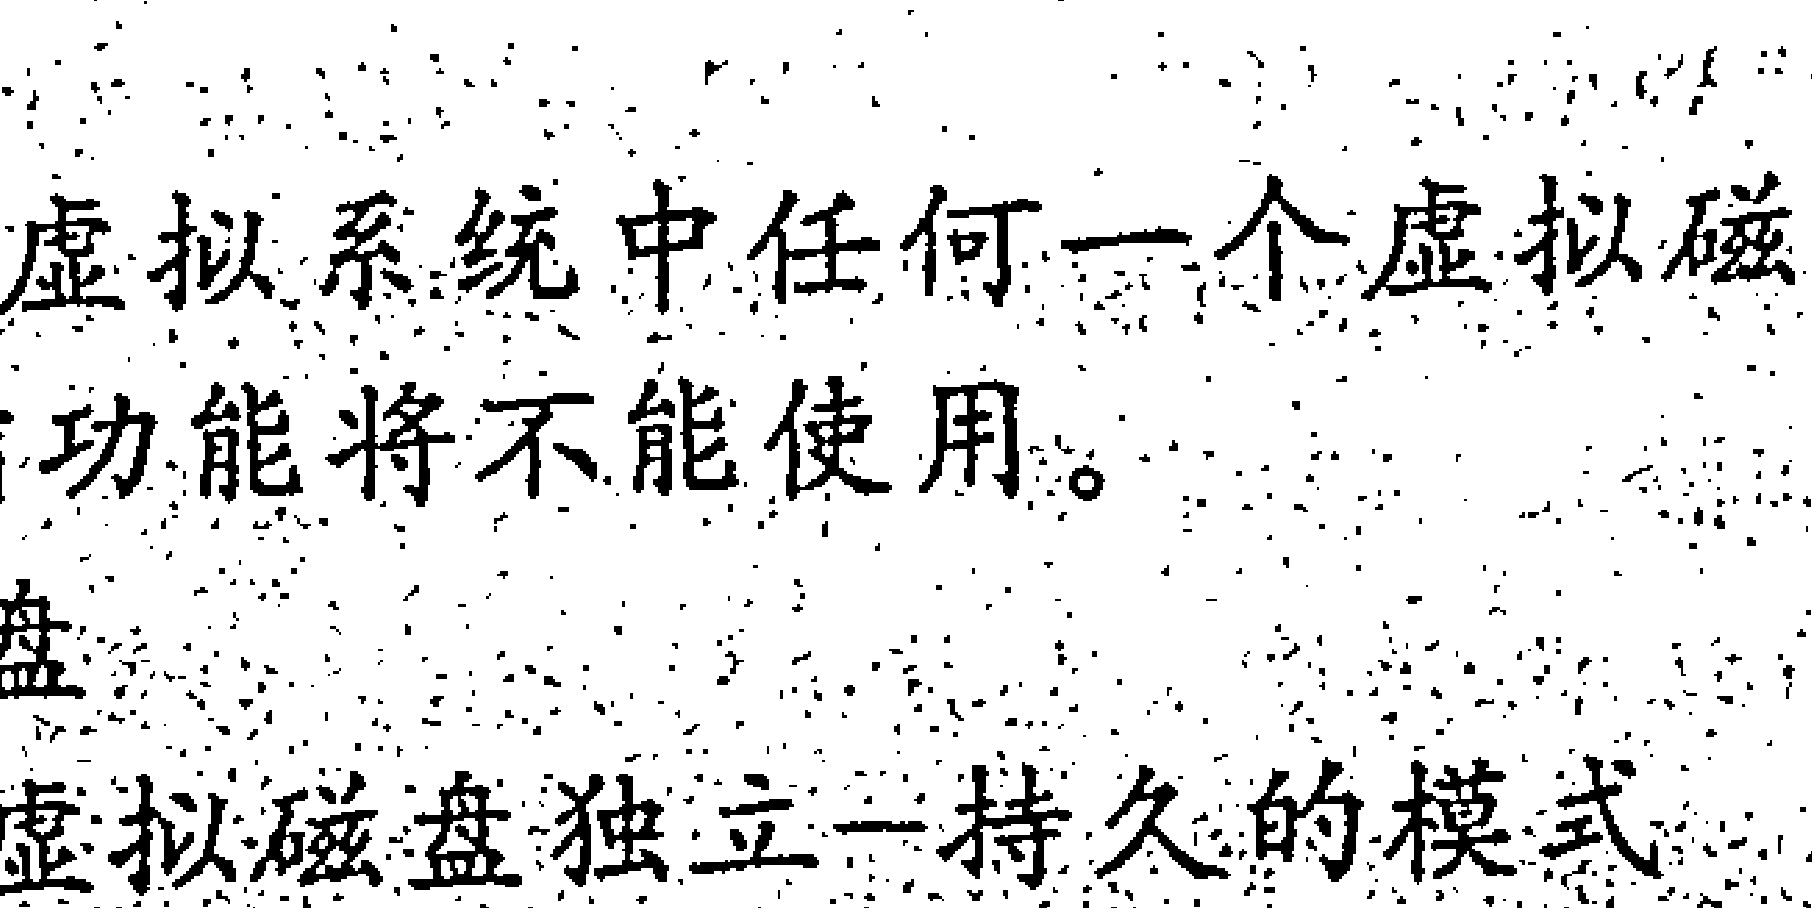 虚拟系统中任何一个虚拟磁
功能将不能使用。
盘
虚拟磁盘独立一持久的模式